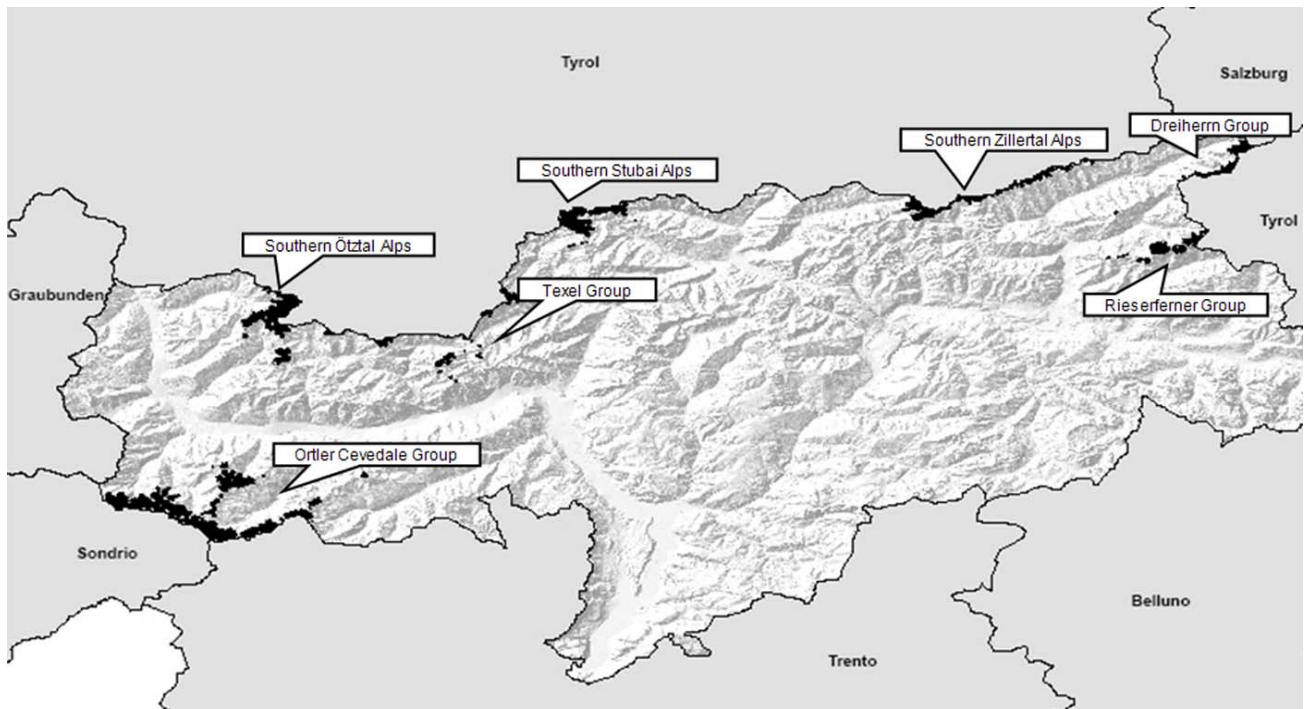 Tyrol
Salzburg
Dreiherrn Group
Southern Zillertal Alps
Southern Stubai Alps
Tyrol
Southern Ötztal Alps
Graubunden
Texel Group
Rieserferner Group
Ortler Cevedale Group
Sondrio
Belluno
Trento